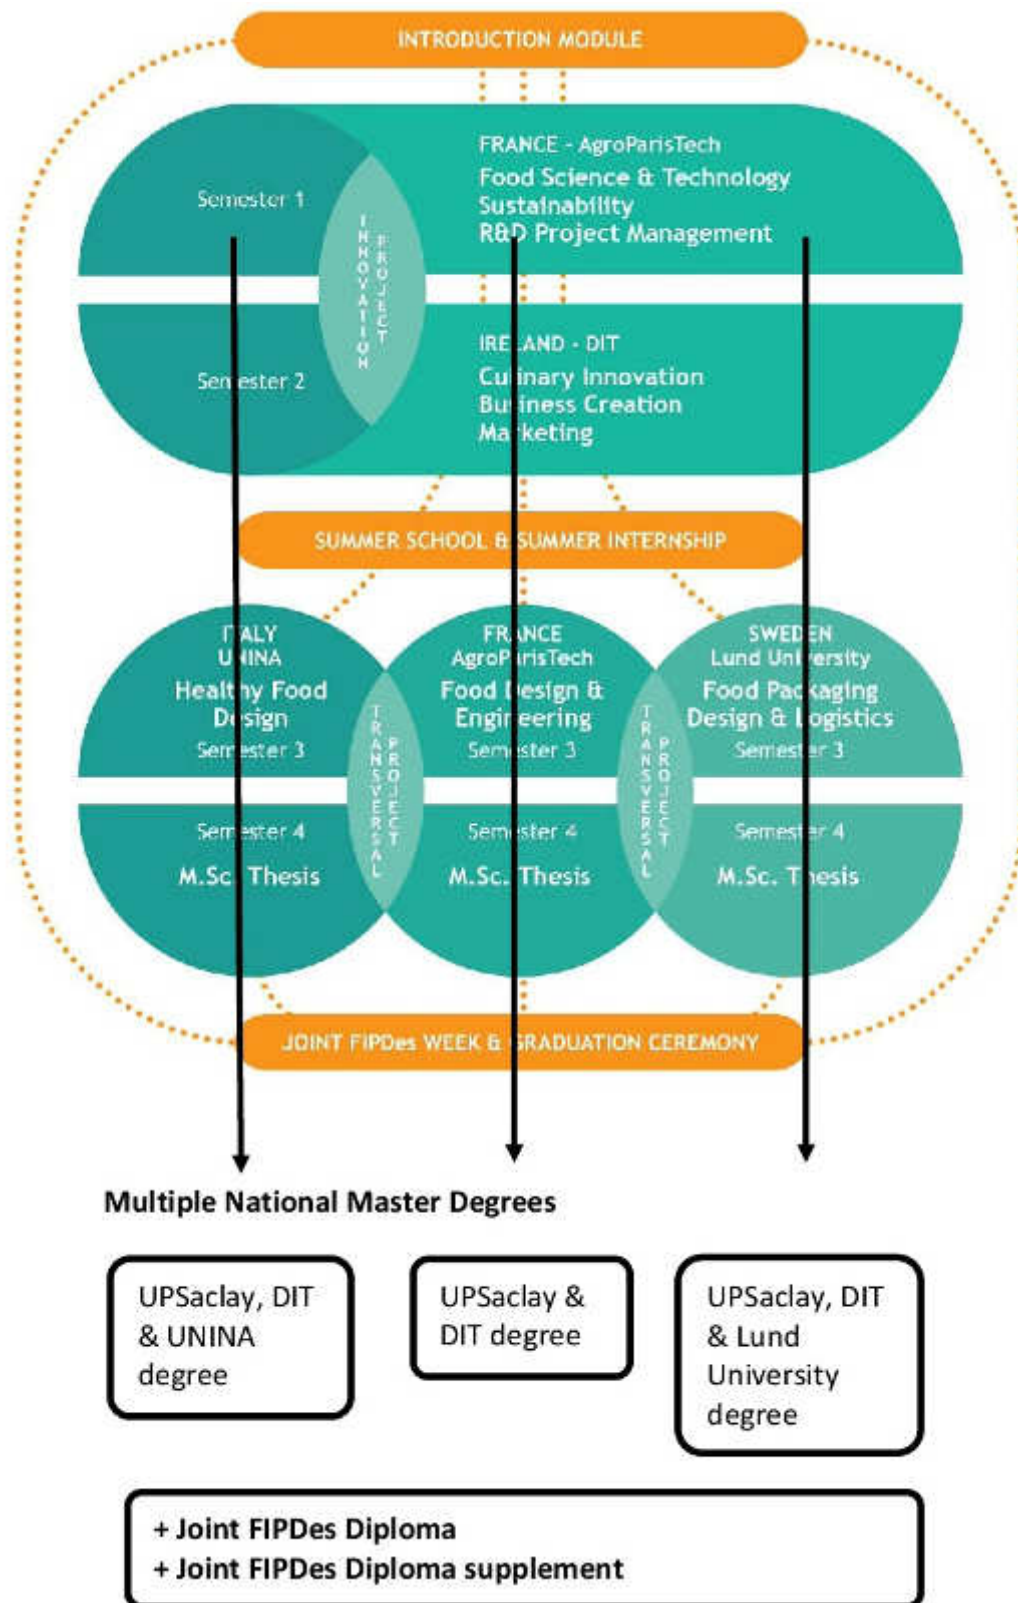 INTRODUCTION MODULE
Semester 1
INNOVATION
PROJECT
FRANCE - AgroParisTech
Food Science & Technology
Sustainability
R&D Project Management
Semester 2
IRELAND - DIT
Culinary Innovation
Business Creation
Marketing
SUMMER SCHOOL & SUMMER INTERNSHIP
ITALY
UNINA
Healthy Food
Design
Semester 3
TRANSVERSAL
PROJECT
FRANCE
AgroParisTech
Food Design &
Engineering
Semester 3
TRANSVERSAL
PROJECT
SWEDEN
Lund University
Food Packaging
Design & Logistics
Semester 3
Semester 4
M.Sc. Thesis
Semester 4
M.Sc. Thesis
Semester 4
M.Sc. Thesis
JOINT FIPDes WEEK & GRADUATION CEREMONY
Multiple National Master Degrees
UPSaclay, DIT
& UNINA
degree
UPSaclay &
DIT degree
UPSaclay, DIT
& Lund
University
degree
+ Joint FIPDes Diploma
+ Joint FIPDes Diploma supplement